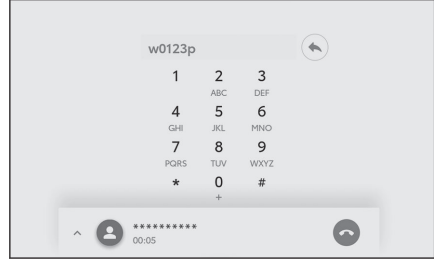 w0123p
1 2 3
ABC DEF
4 5 6
GHI JKL MNO
7 8 9
PQRS TUV WXYZ
* 0 #
+
**********
00:05